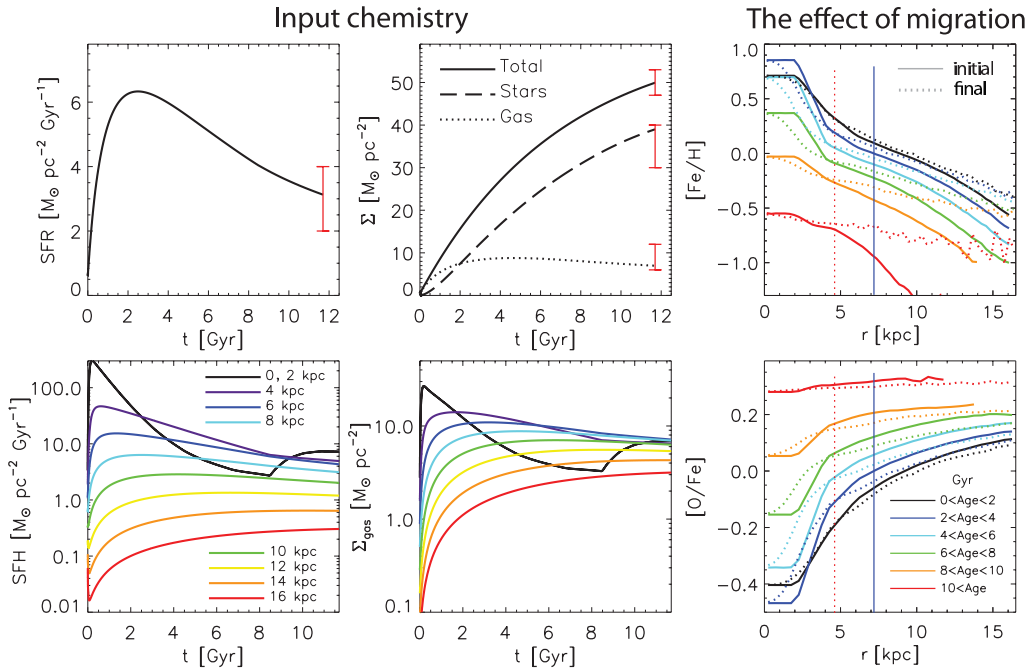 Input chemistry
The effect of migration
SFR [M⊙ pc⁻² Gyr⁻¹]
8
6
4
2
0
0 2 4 6 8 10 12
t [Gyr]
Σ [M⊙ pc⁻²]
50
40
30
20
10
0
Total
Stars
Gas
0 2 4 6 8 10 12
t [Gyr]
[Fe/H]
1.0
0.5
0.0
−0.5
−1.0
initial
final
0 5 10 15
r [kpc]
SFH [M⊙ pc⁻² Gyr⁻¹]
100.0
10.0
1.0
0.1
0.01
0, 2 kpc
4 kpc
6 kpc
8 kpc
10 kpc
12 kpc
14 kpc
16 kpc
0 2 4 6 8 10
t [Gyr]
Σgas [M⊙ pc⁻²]
10.0
1.0
0.1
0 2 4 6 8 10
t [Gyr]
[O/Fe]
0.2
0.0
−0.2
−0.4
Gyr
0<Age<2
2<Age<4
4<Age<6
6<Age<8
8<Age<10
10<Age
0 5 10 15
r [kpc]